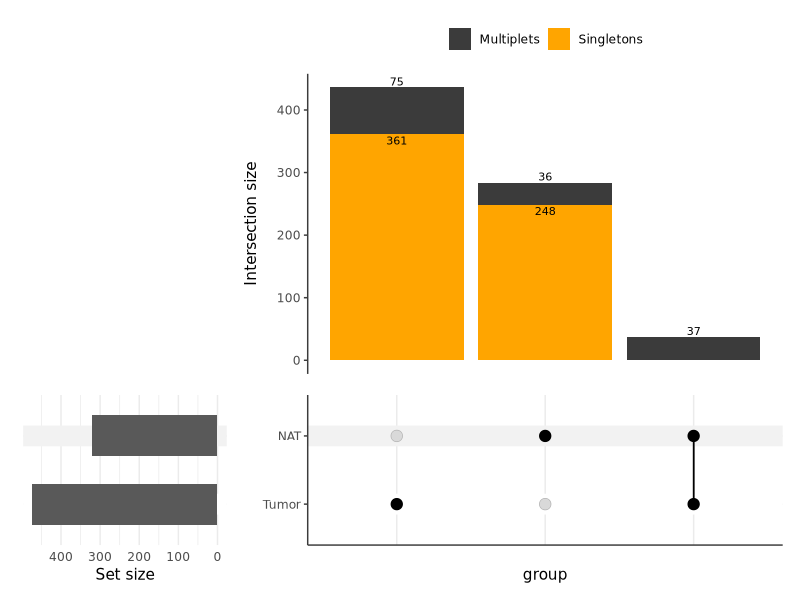 Multiplets Singletons
75
400
361
Intersection size
300
36
248
200
100
37
0
NAT
Tumor
400 300 200 100 0
Set size
group